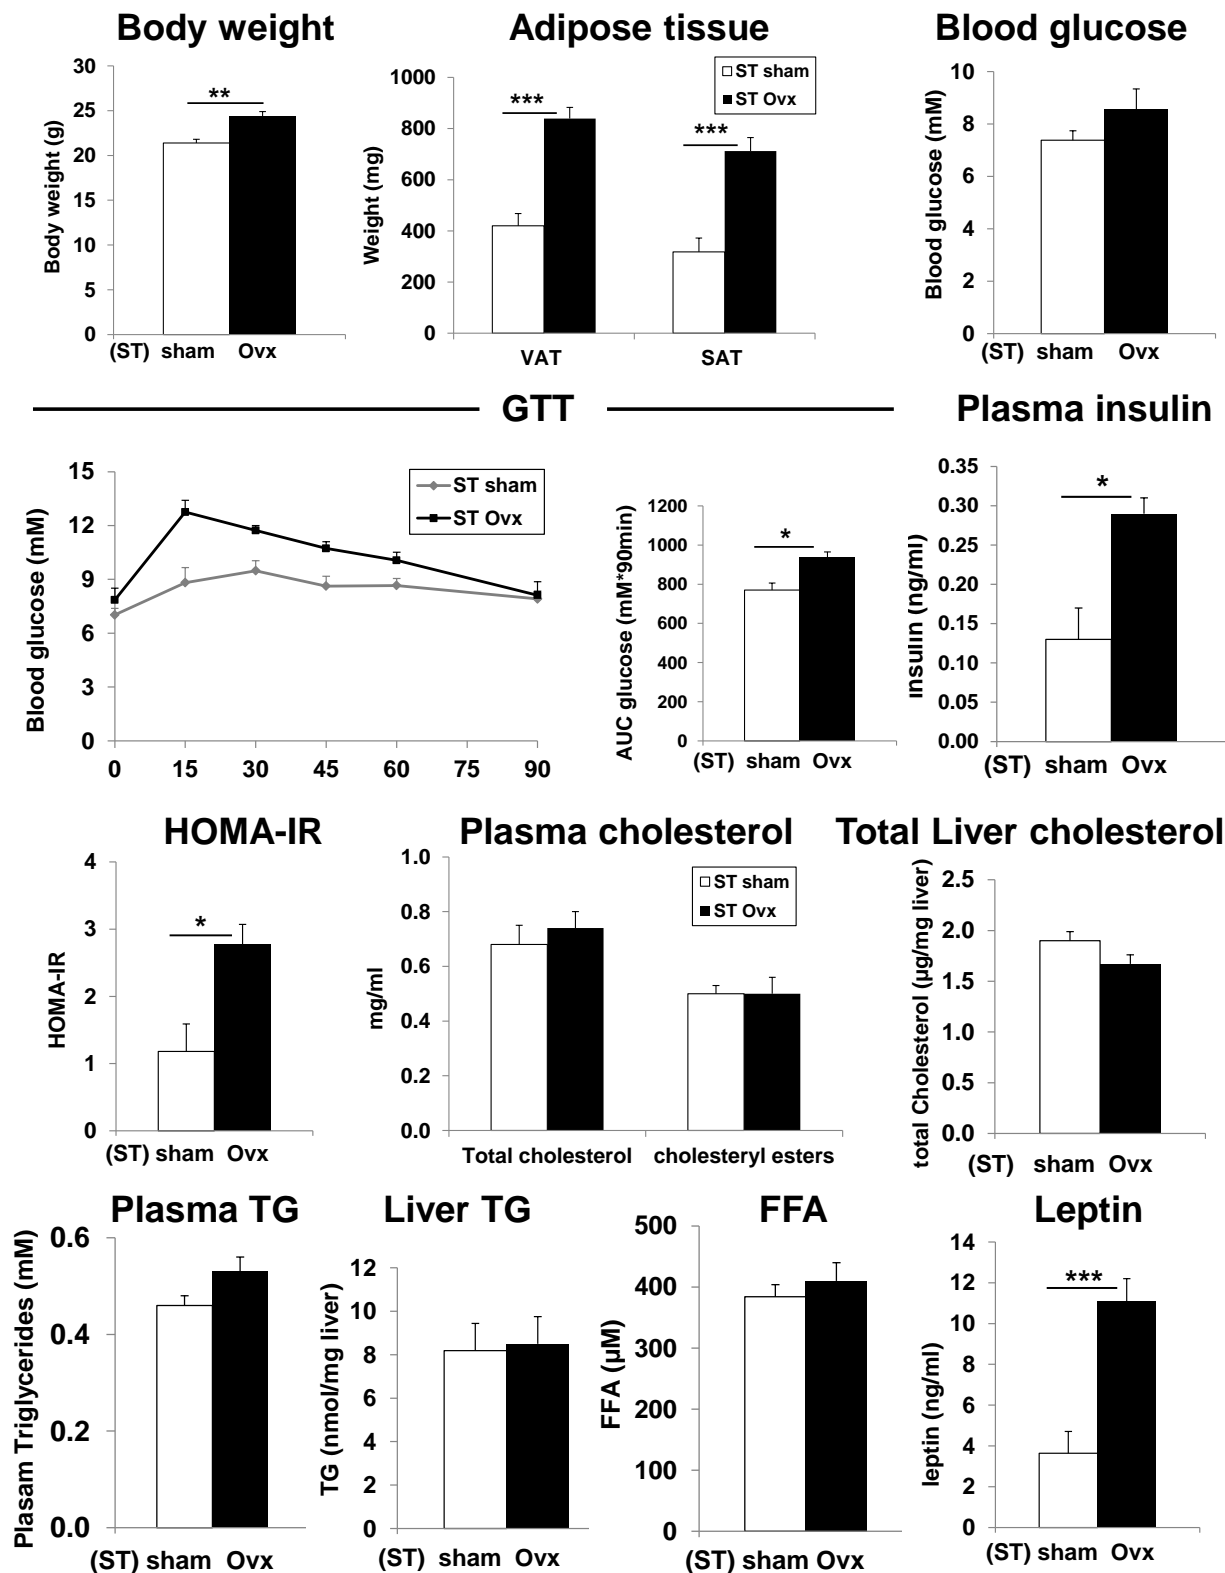 Body weight
Adipose tissue
Blood glucose
30
25
20
15
10
5
0
Body weight (g)
**
(ST) sham Ovx
1000
800
600
400
200
0
Weight (mg)
ST sham
ST Ovx
***
***
VAT
SAT
10
8
6
4
2
0
Blood glucose (mM)
(ST) sham Ovx
GTT
Plasma insulin
15
12
9
6
3
0
Blood glucose (mM)
ST sham
ST Ovx
0 15 30 45 60 75 90
1200
1000
800
600
400
200
0
AUC glucose (mM*90min)
*
(ST) sham Ovx
0.35
0.30
0.25
0.20
0.15
0.10
0.05
0.00
insulin (ng/ml)
*
(ST) sham Ovx
HOMA-IR
Plasma cholesterol
Total Liver cholesterol
4
3
2
1
0
HOMA-IR
*
(ST) sham Ovx
1.0
0.8
0.6
0.4
0.2
0.0
mg/ml
ST sham
ST Ovx
Total cholesterol
cholesteryl esters
2.5
2.0
1.5
1.0
0.5
0.0
total Cholesterol (µg/mg liver)
(ST) sham Ovx
Plasma TG
Liver TG
FFA
Leptin
0.6
0.4
0.2
0.0
Plasam Triglycerides (mM)
(ST) sham Ovx
12
10
8
6
4
2
0
TG (nmol/mg liver)
(ST) sham Ovx
500
400
300
200
100
0
FFA (µM)
(ST) sham Ovx
14
12
10
8
6
4
2
0
leptin (ng/ml)
***
(ST) sham Ovx